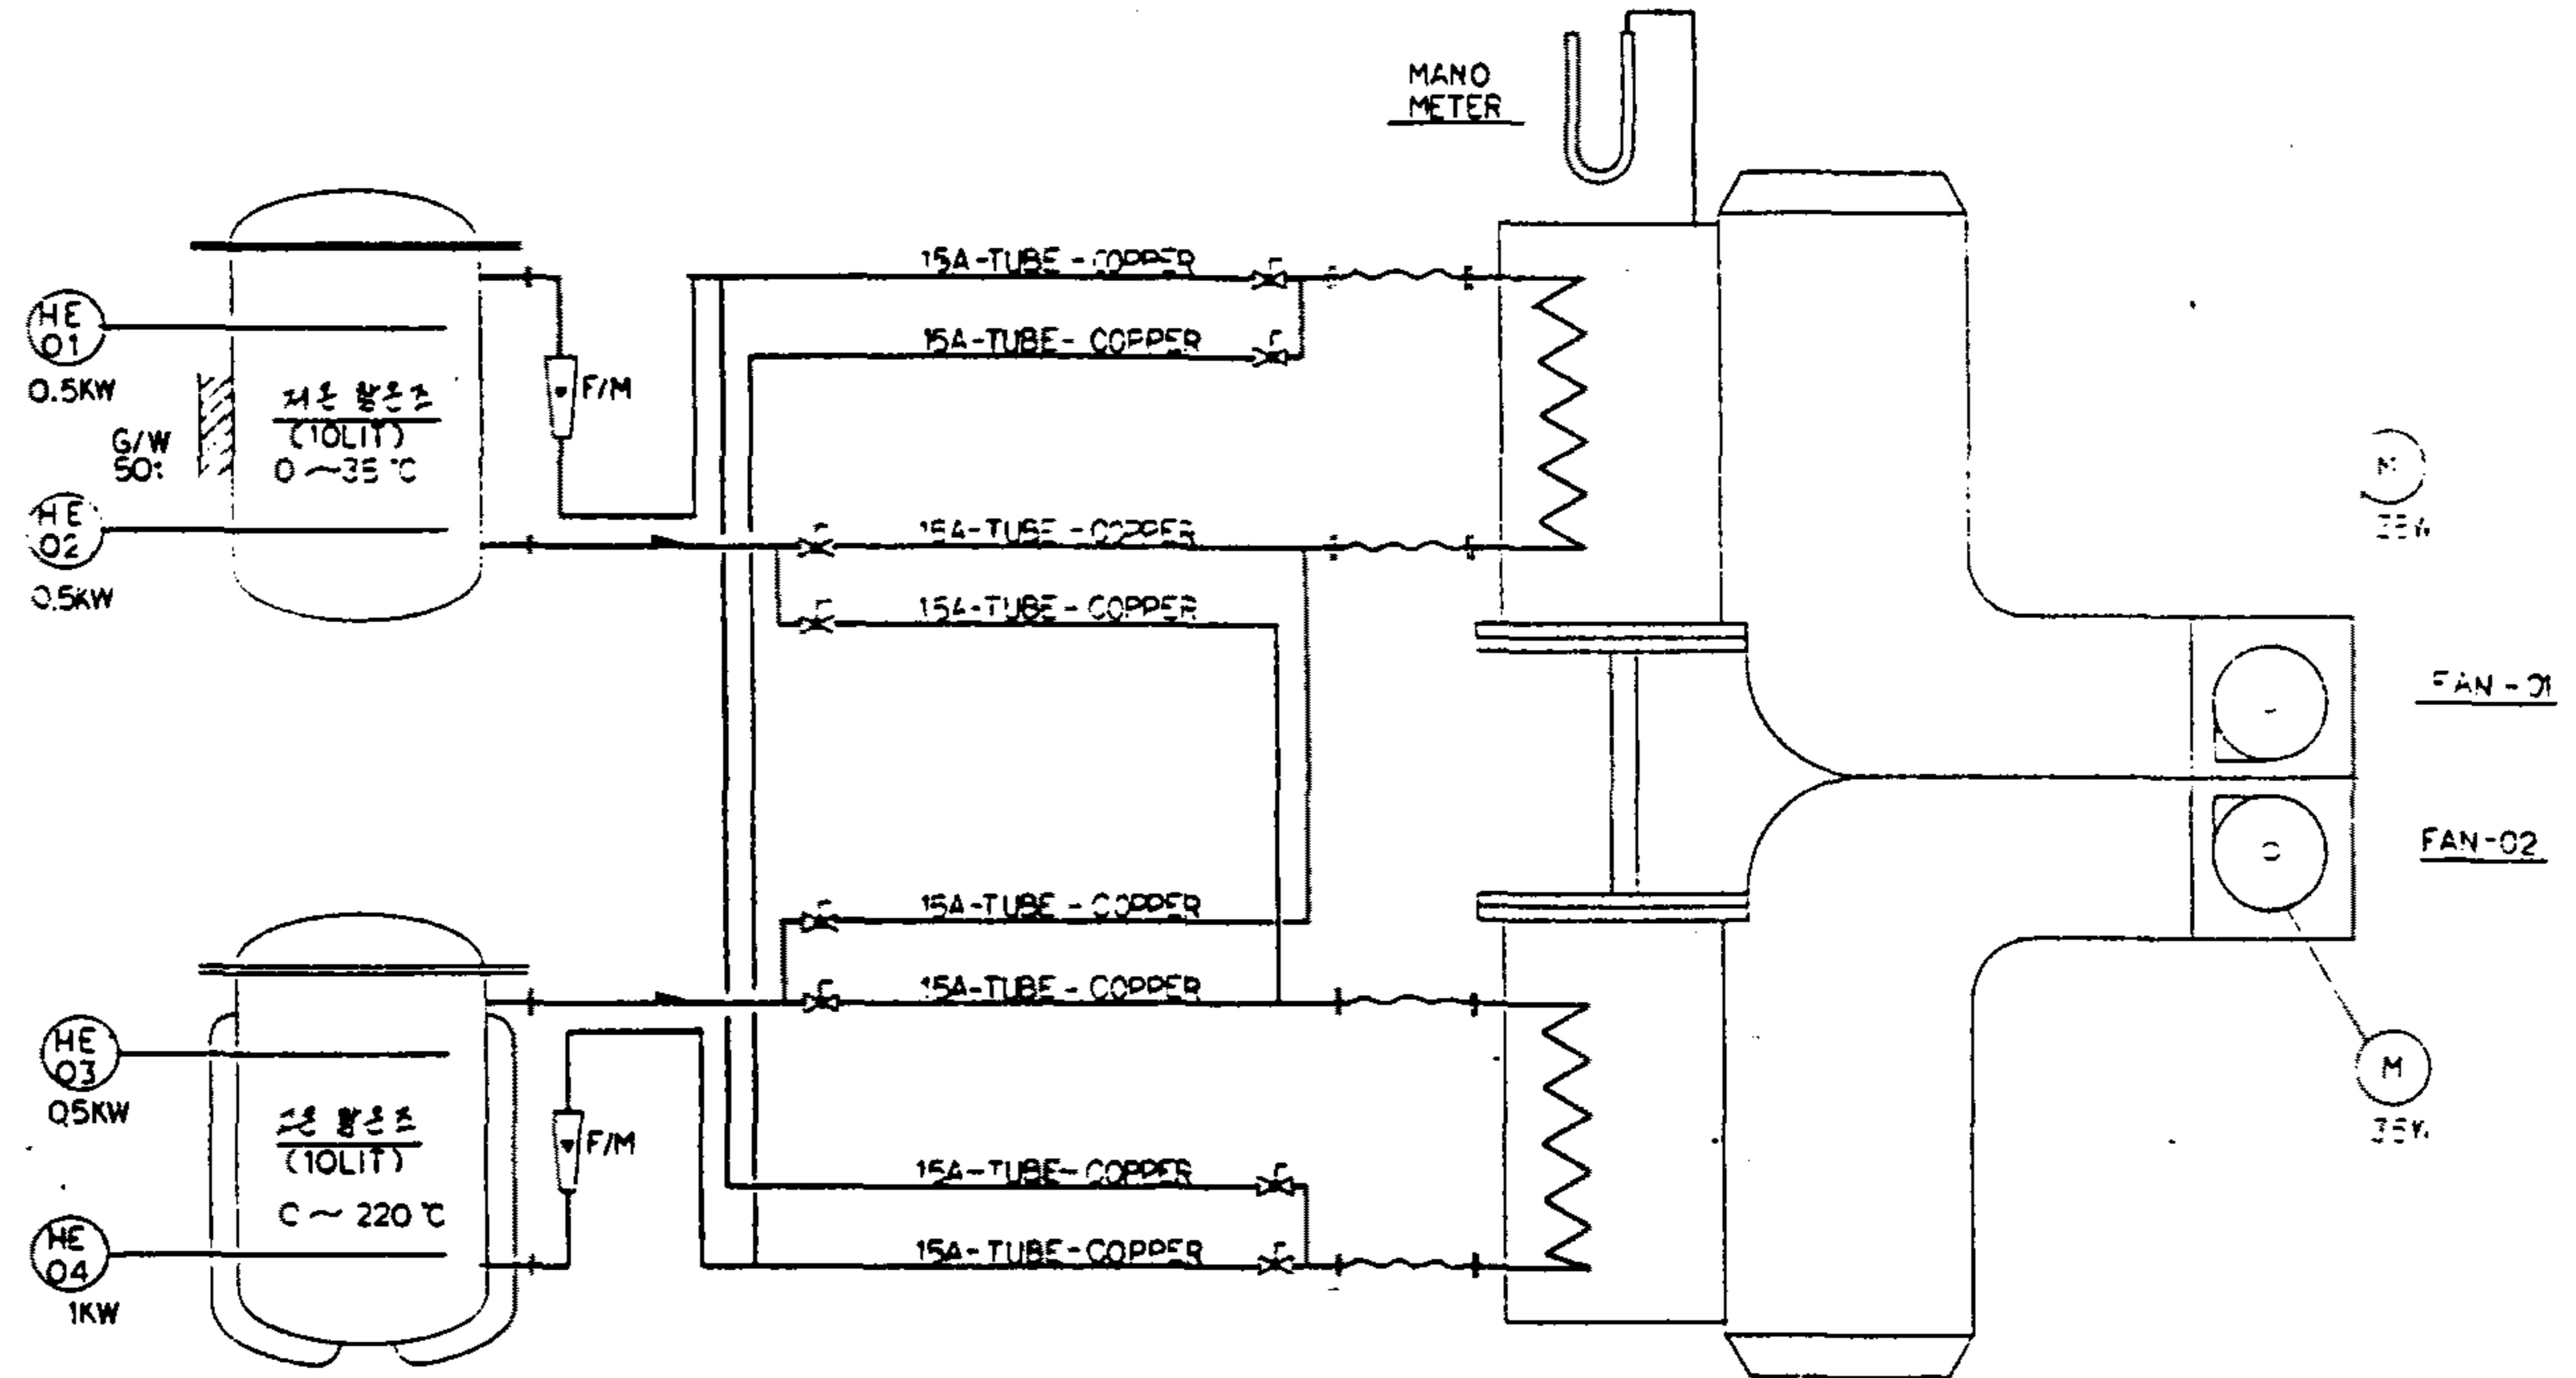 MANO
METER
HE
01
0.5KW
G/W
저온 항온조
(10LIT)
0 ~35 ℃
HE
02
0.5KW
F/M
15A-TUBE-COPPER
15A-TUBE-COPPER
15A-TUBE-COPPER
15A-TUBE-COPPER
M
FAN-01
FAN-02
15A-TUBE-COPPER
15A-TUBE-COPPER
HE
03
0.5KW
고온 항온조
(10LIT)
0 ~ 220 ℃
HE
04
1KW
F/M
15A-TUBE-COPPER
15A-TUBE-COPPER
M